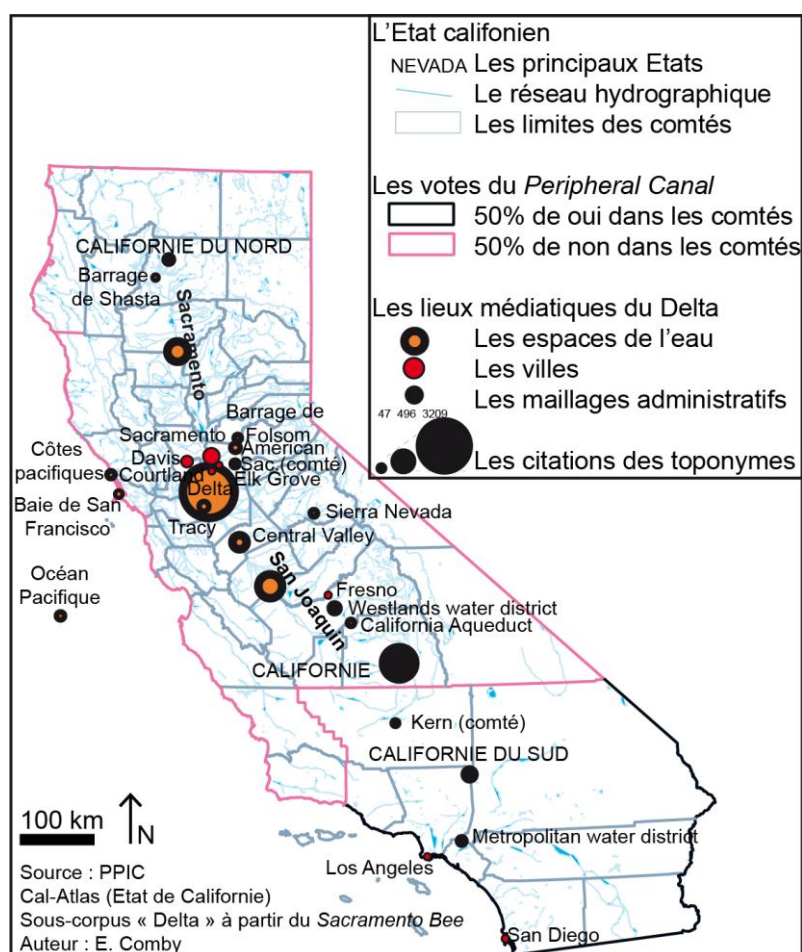 L'Etat califonien
NEVADA Les principaux Etats
Le réseau hydrographique
Les limites des comtés
Les votes du Peripheral Canal
50% de oui dans les comtés
50% de non dans les comtés
Les lieux médiatiques du Delta
Les espaces de l'eau
Les villes
Les maillages administratifs
47 496 3209
Les citations des toponymes
CALIFORNIE DU NORD
Barrage
de Shasta
Sacramento
Barrage de
Folsom
Sacramento
American
Davis
Sac.(comté)
Courtland
Elk Grove
Delta
Côtes
pacifiques
Baie de San
Francisco
Tracy
Sierra Nevada
Central Valley
San Joaquin
Océan
Pacifique
Fresno
Westlands water district
California Aqueduct
CALIFORNIE
Kern (comté)
CALIFORNIE DU SUD
Metropolitan water district
Los Angeles
San Diego
100 km
N
Source : PPIC
Cal-Atlas (Etat de Californie)
Sous-corpus « Delta » à partir du Sacramento Bee
Auteur : E. Comby